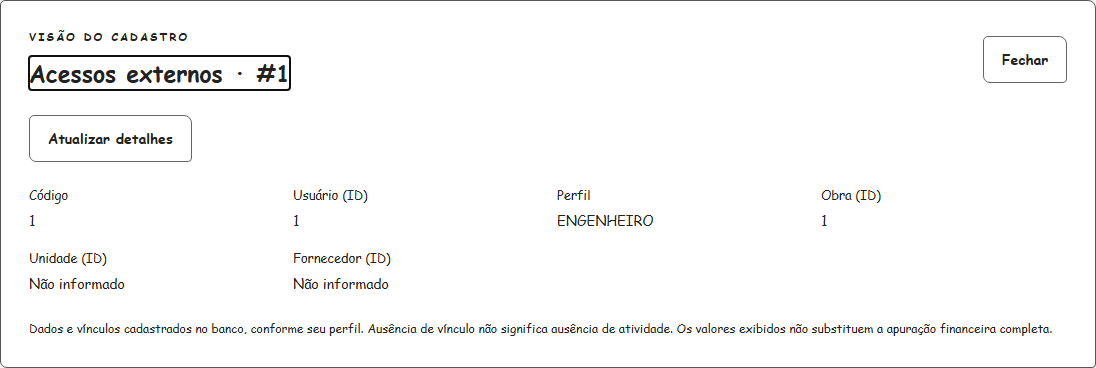 VISÃO DO CADASTRO
Acessos externos · #1
Fechar
Atualizar detalhes
Código
1
Usuário (ID)
1
Perfil
ENGENHEIRO
Obra (ID)
1
Unidade (ID)
Não informado
Fornecedor (ID)
Não informado
Dados e vínculos cadastrados no banco, conforme seu perfil. Ausência de vínculo não significa ausência de atividade. Os valores exibidos não substituem a apuração financeira completa.